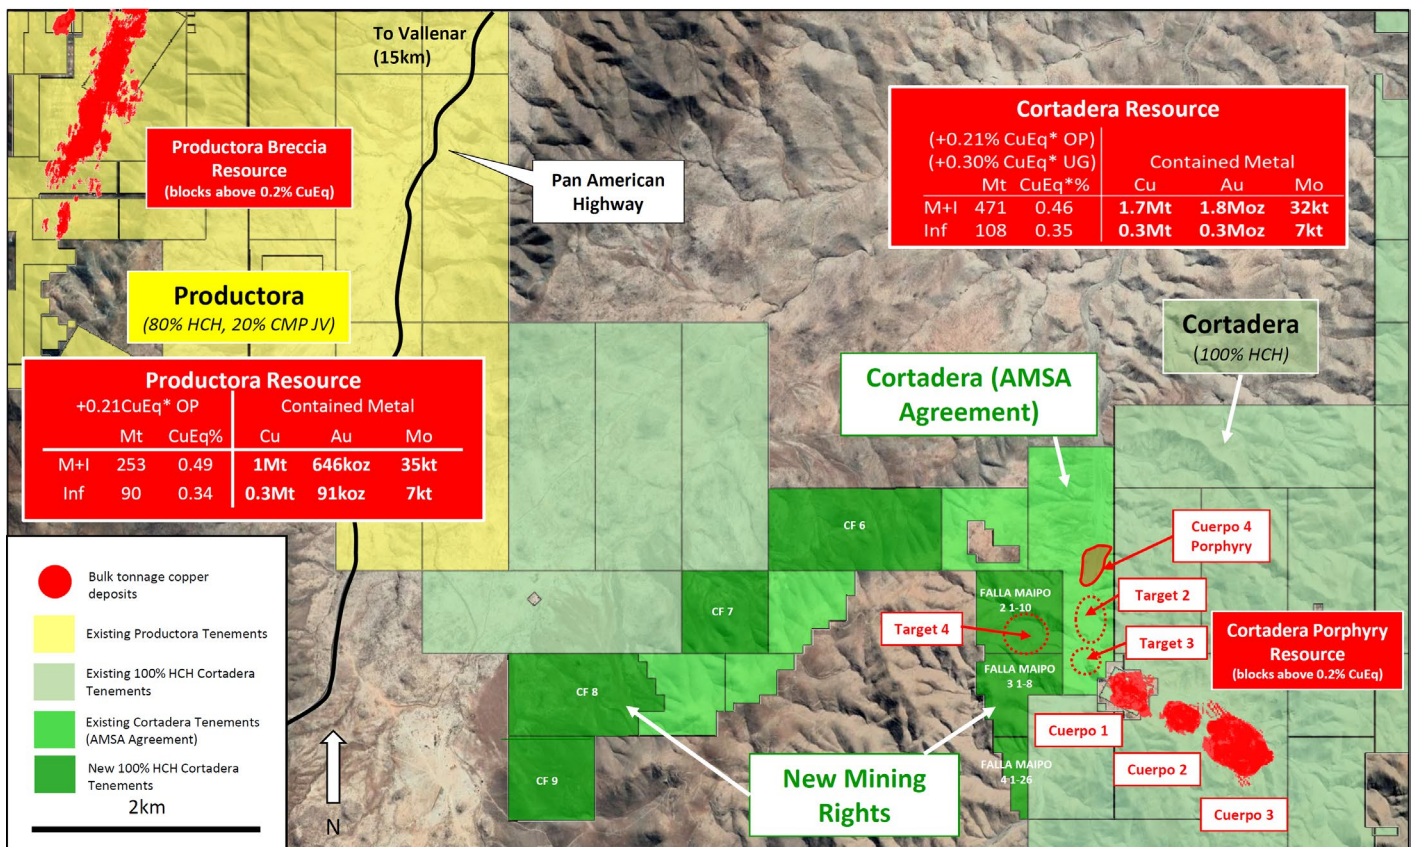 To Vallenar
(15km)
Productora Breccia
Resource
(blocks above 0.2% CuEq)
Pan American
Highway
Cortadera Resource
(+0.21% CuEq* OP)
(+0.30% CuEq* UG) Contained Metal
Mt CuEq*% Cu Au Mo
M+I 471 0.46 1.7Mt 1.8Moz 32kt
Inf 108 0.35 0.3Mt 0.3Moz 7kt
Productora
(80% HCH, 20% CMP JV)
Cortadera
(100% HCH)
Productora Resource
+0.21CuEq* OP Contained Metal
Mt CuEq% Cu Au Mo
M+I 253 0.49 1Mt 646koz 35kt
Inf 90 0.34 0.3Mt 91koz 7kt
Cortadera (AMSA
Agreement)
CF 6
Cuerpo 4
Porphyry
CF 7
FALLA MAIPO
2 1-10
Target 2
Target 4
Target 3
Cortadera Porphyry
Resource
(blocks above 0.2% CuEq)
FALLA MAIPO
3 1-8
CF 8
Cuerpo 1
FALLA MAIPO
4 1-26
Cuerpo 2
CF 9
New Mining
Rights
Cuerpo 3
Bulk tonnage copper
deposits
Existing Productora Tenements
Existing 100% HCH Cortadera
Tenements
Existing Cortadera Tenements
(AMSA Agreement)
New 100% HCH Cortadera
Tenements
2km
N